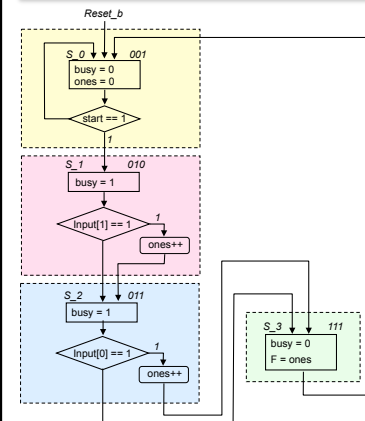 Reset_b
S_0 001
busy = 0
ones = 0
start == 1
1
S_1 010
busy = 1
Input[1] == 1
1
ones++
S_2 011
busy = 1
Input[0] == 1
1
ones++
S_3 111
busy = 0
F = ones